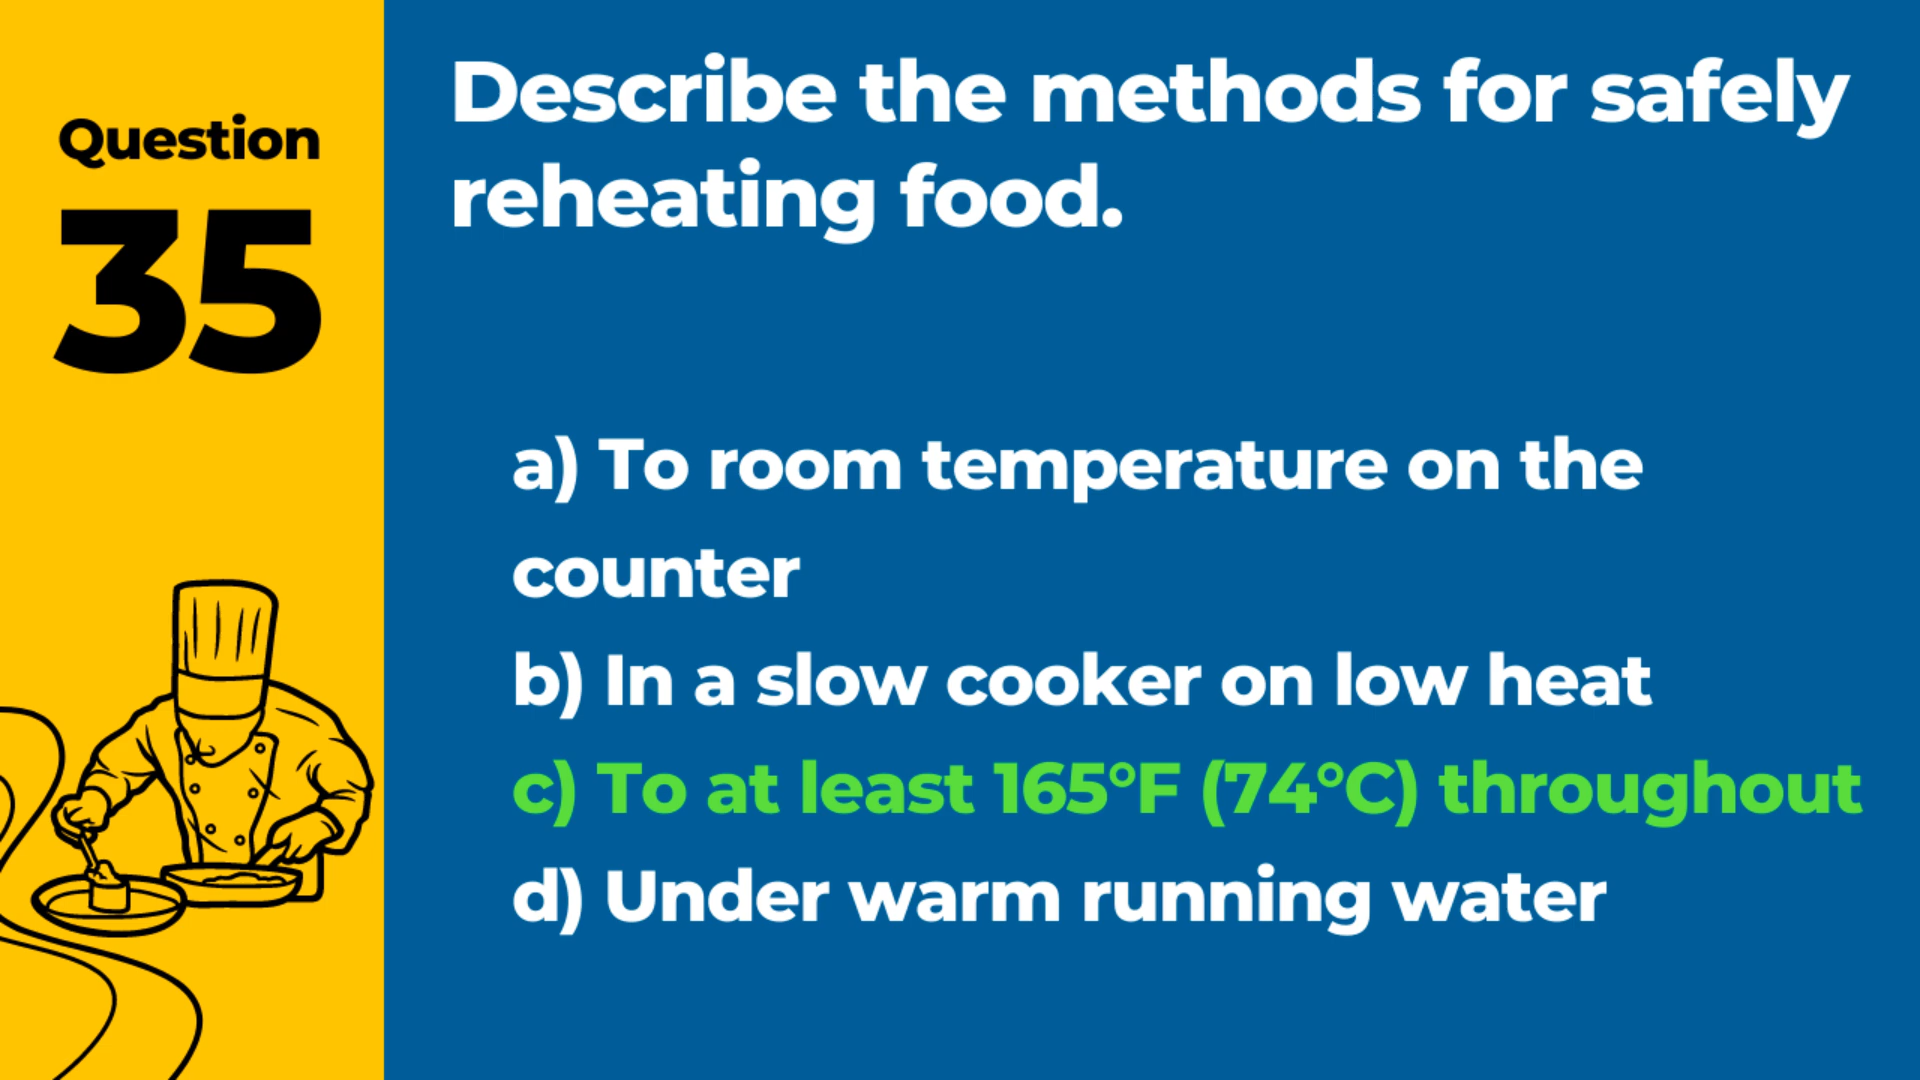 Question
35
Describe the methods for safely
reheating food.
a) To room temperature on the
counter
b) In a slow cooker on low heat
c) To at least 165°F (74°C) throughout
d) Under warm running water